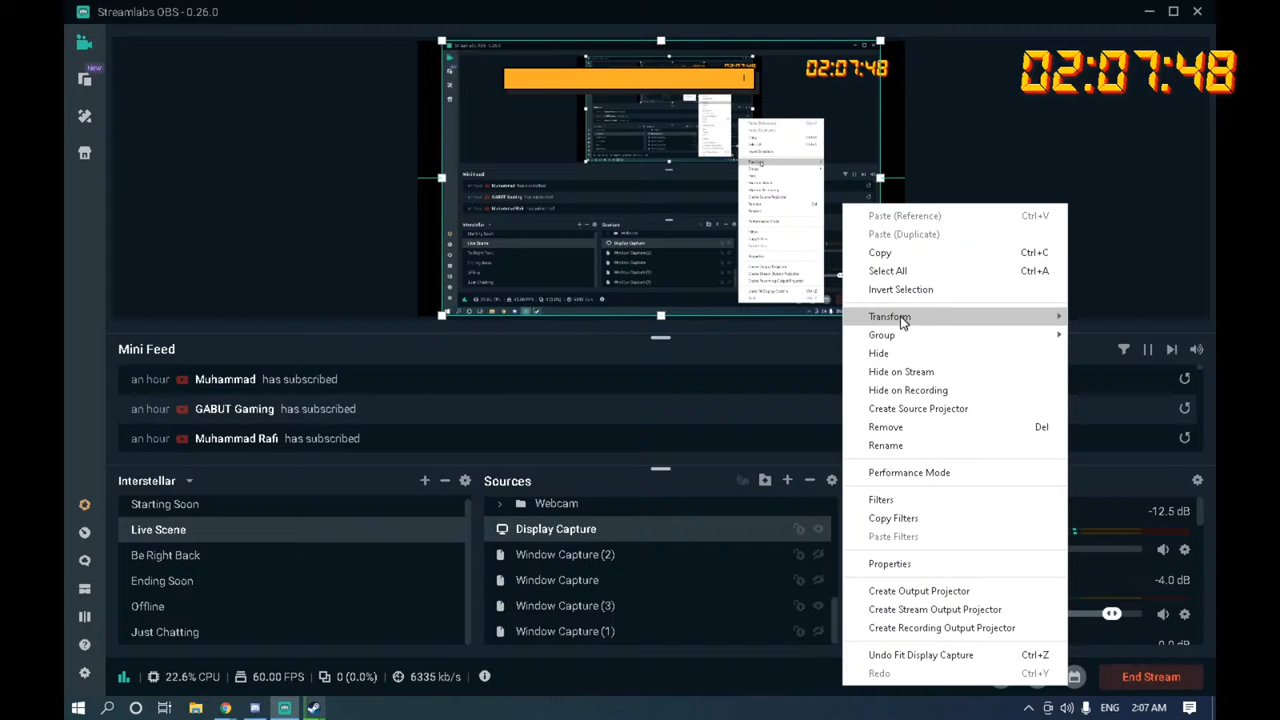 Streamlabs OBS - 0.26.0
02:07:48
New
02:07:48
Paste (Reference) Ctrl+V
Paste (Duplicate)
Copy Ctrl+C
Select All Ctrl+A
Invert Selection
Transform
Group
Hide
Hide on Stream
Hide on Recording
Create Source Projector
Remove Del
Rename
Performance Mode
Filters
Copy Filters
Paste Filters
Properties
Create Output Projector
Create Stream Output Projector
Create Recording Output Projector
Undo Fit Display Capture Ctrl+Z
Redo Ctrl+Y
Mini Feed
an hour Muhammad has subscribed
an hour GABUT Gaming has subscribed
an hour Muhammad Rafi has subscribed
Interstellar
Starting Soon
Live Scene
Be Right Back
Ending Soon
Offline
Just Chatting
Sources
Webcam
Display Capture
Window Capture (2)
Window Capture
Window Capture (3)
Window Capture (1)
-12.5 dB
-4.0 dB
60.00 FPS
0 (0.0%)
6335 kb/s
End Stream
ENG
2:07 AM